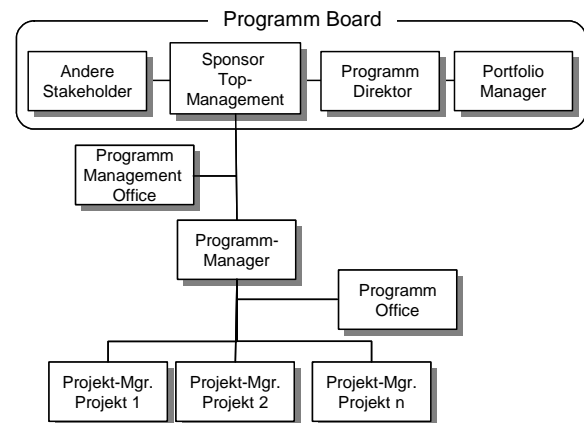 Programm Board
Andere
Stakeholder
Sponsor
Top-
Management
Programm
Direktor
Portfolio
Manager
Programm
Management
Office
Programm-
Manager
Programm
Office
Projekt-Mgr.
Projekt 1
Projekt-Mgr.
Projekt 2
Projekt-Mgr.
Projekt n